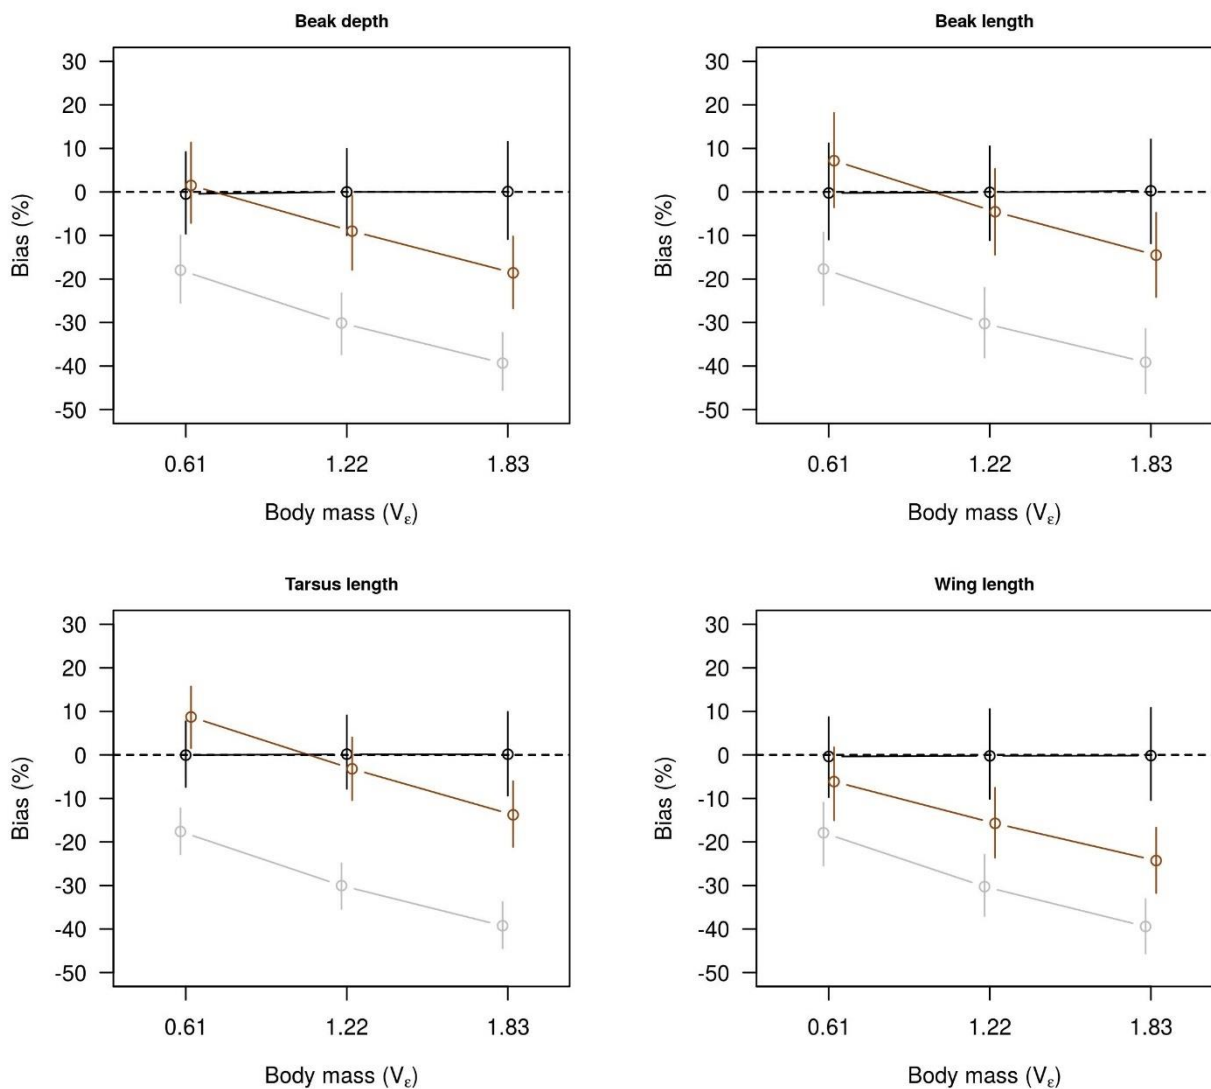 Beak depth
30
20
10
0
-10
-20
-30
-40
-50
Bias (%)
0.61 1.22 1.83
Body mass (Vε)
Beak length
30
20
10
0
-10
-20
-30
-40
-50
Bias (%)
0.61 1.22 1.83
Body mass (Vε)
Tarsus length
30
20
10
0
-10
-20
-30
-40
-50
Bias (%)
0.61 1.22 1.83
Body mass (Vε)
Wing length
30
20
10
0
-10
-20
-30
-40
-50
Bias (%)
0.61 1.22 1.83
Body mass (Vε)